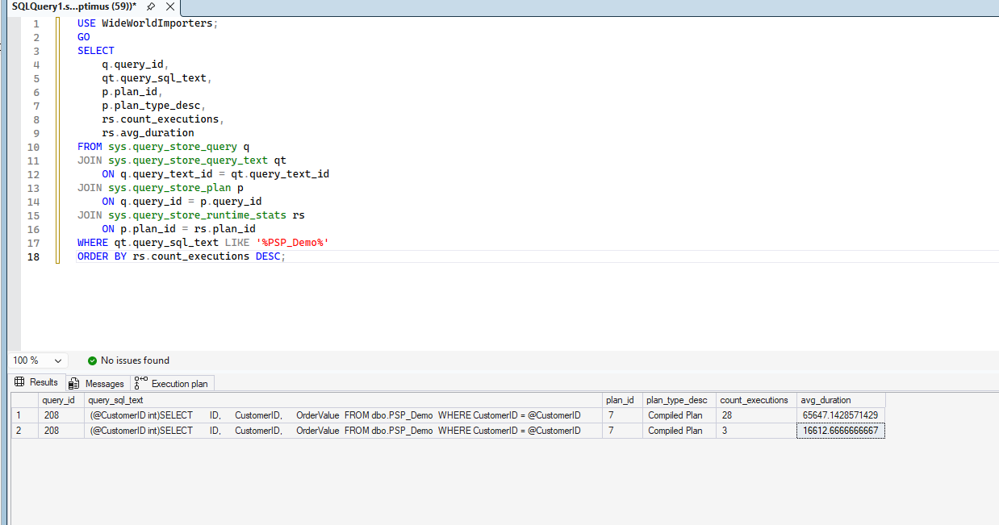 SQLQuery1.s...ptimus (59))*
1 USE WideWorldImporters;
2 GO
3 SELECT
4 q.query_id,
5 qt.query_sql_text,
6 p.plan_id,
7 p.plan_type_desc,
8 rs.count_executions,
9 rs.avg_duration
10 FROM sys.query_store_query q
11 JOIN sys.query_store_query_text qt
12 ON q.query_text_id = qt.query_text_id
13 JOIN sys.query_store_plan p
14 ON q.query_id = p.query_id
15 JOIN sys.query_store_runtime_stats rs
16 ON p.plan_id = rs.plan_id
17 WHERE qt.query_sql_text LIKE '%PSP_Demo%'
18 ORDER BY rs.count_executions DESC;
100 % No issues found
Results Messages Execution plan
query_id query_sql_text plan_id plan_type_desc count_executions avg_duration
1 208 (@CustomerID int)SELECT ID, CustomerID, OrderValue FROM dbo.PSP_Demo WHERE CustomerID = @CustomerID 7 Compiled Plan 28 65647.1428571429
2 208 (@CustomerID int)SELECT ID, CustomerID, OrderValue FROM dbo.PSP_Demo WHERE CustomerID = @CustomerID 7 Compiled Plan 3 16612.6666666667